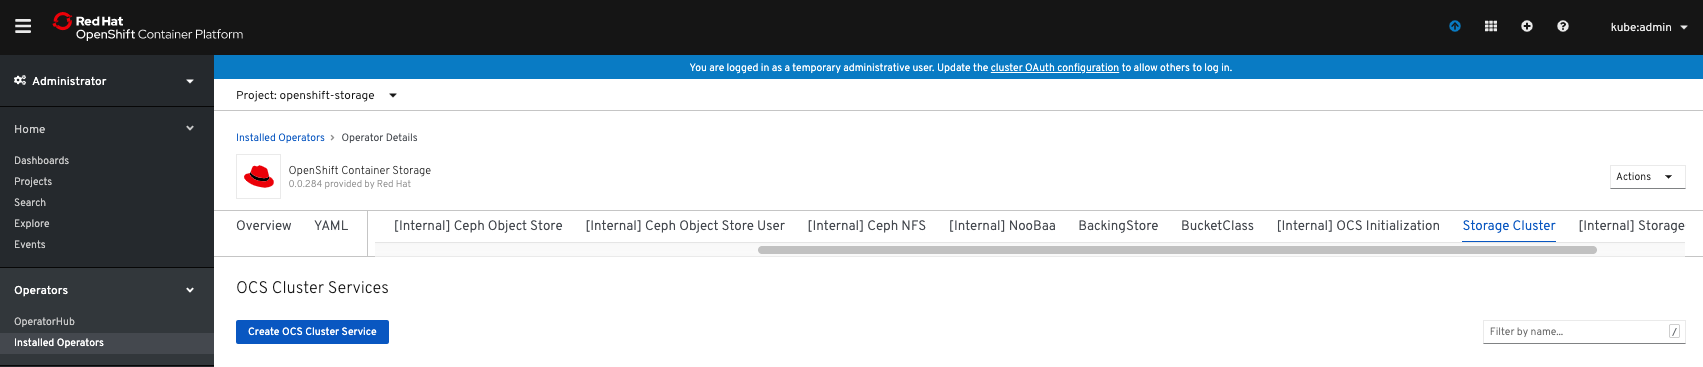 Red Hat
OpenShift Container Platform
kube:admin
Administrator
You are logged in as a temporary administrative user. Update the cluster OAuth configuration to allow others to log in.
Project: openshift-storage
Home
Dashboards
Projects
Search
Explore
Events
Operators
OperatorHub
Installed Operators
Installed Operators > Operator Details
OpenShift Container Storage
0.0.284 provided by Red Hat
Actions
Overview YAML [Internal] Ceph Object Store [Internal] Ceph Object Store User [Internal] Ceph NFS [Internal] NooBaa BackingStore BucketClass [Internal] OCS Initialization Storage Cluster [Internal] Storage
OCS Cluster Services
Create OCS Cluster Service
Filter by name... /